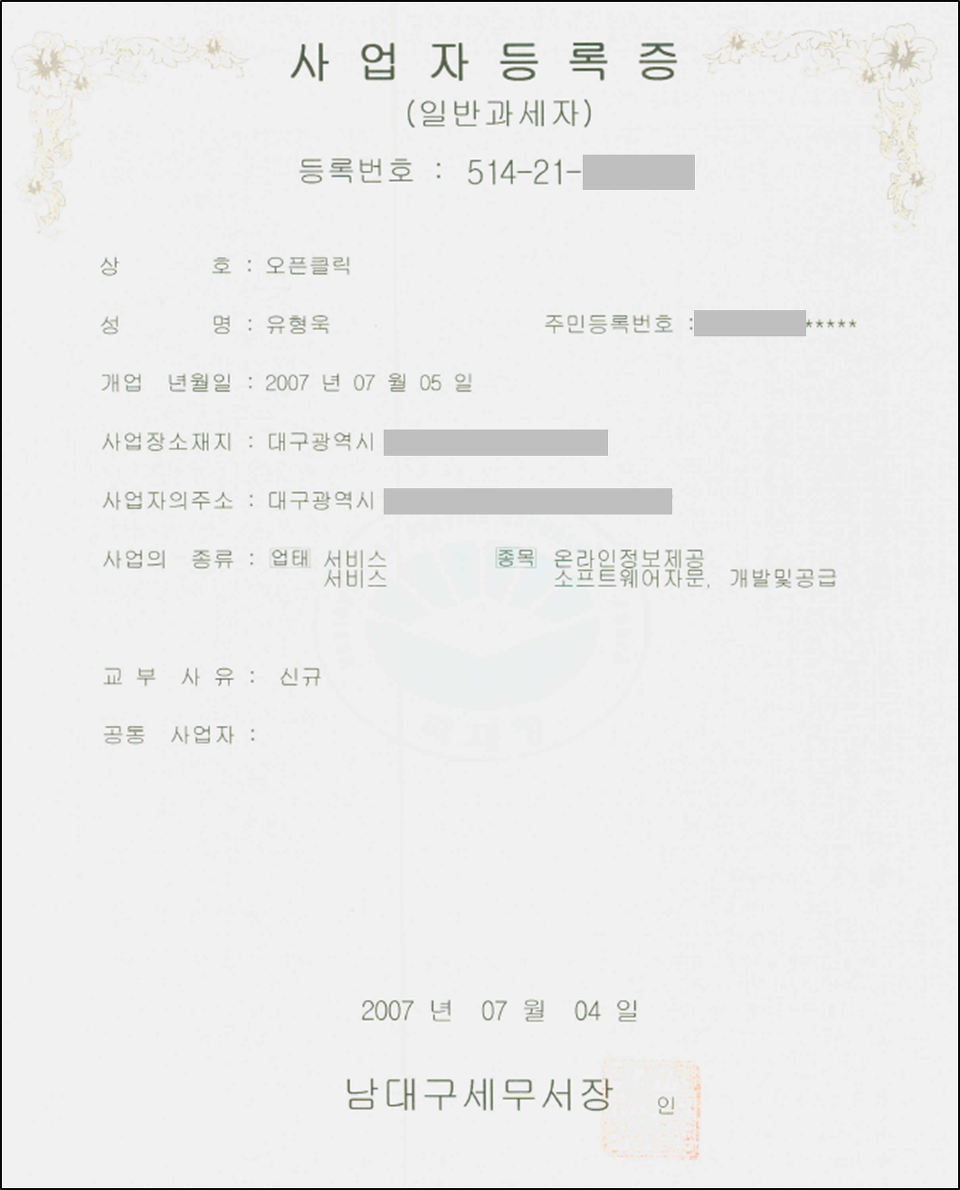 사업자등록증
(일반과세자)
등록번호 : 514-21-
상 호 : 오픈클릭
성 명 : 유형욱 주민등록번호 : *****
개업 년월일 : 2007 년 07 월 05 일
사업장소재지 : 대구광역시
사업자의주소 : 대구광역시
사업의 종류 : 업태 서비스 종목 온라인정보제공
서비스 소프트웨어자문, 개발및공급
교 부 사 유 : 신규
공동 사업자 :
2007 년 07 월 04 일
남대구세무서장 인